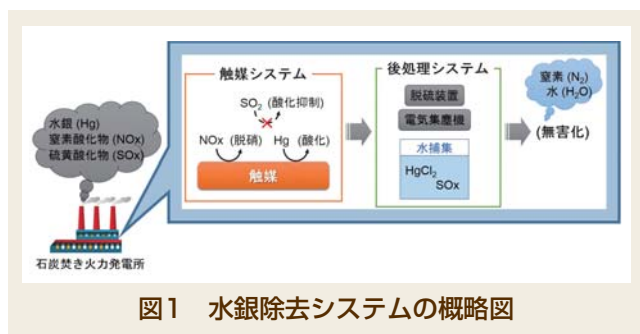 水銀 (Hg)
窒素酸化物 (NOx)
硫黄酸化物 (SOx)
石炭焚き火力発電所
触媒システム
SO₂ (酸化抑制)
NOx (脱硝)
Hg (酸化)
触媒
後処理システム
脱硫装置
電気集塵機
水捕集
HgCl₂
SOx
窒素 (N₂)
水 (H₂O)
(無害化)
図1 水銀除去システムの概略図